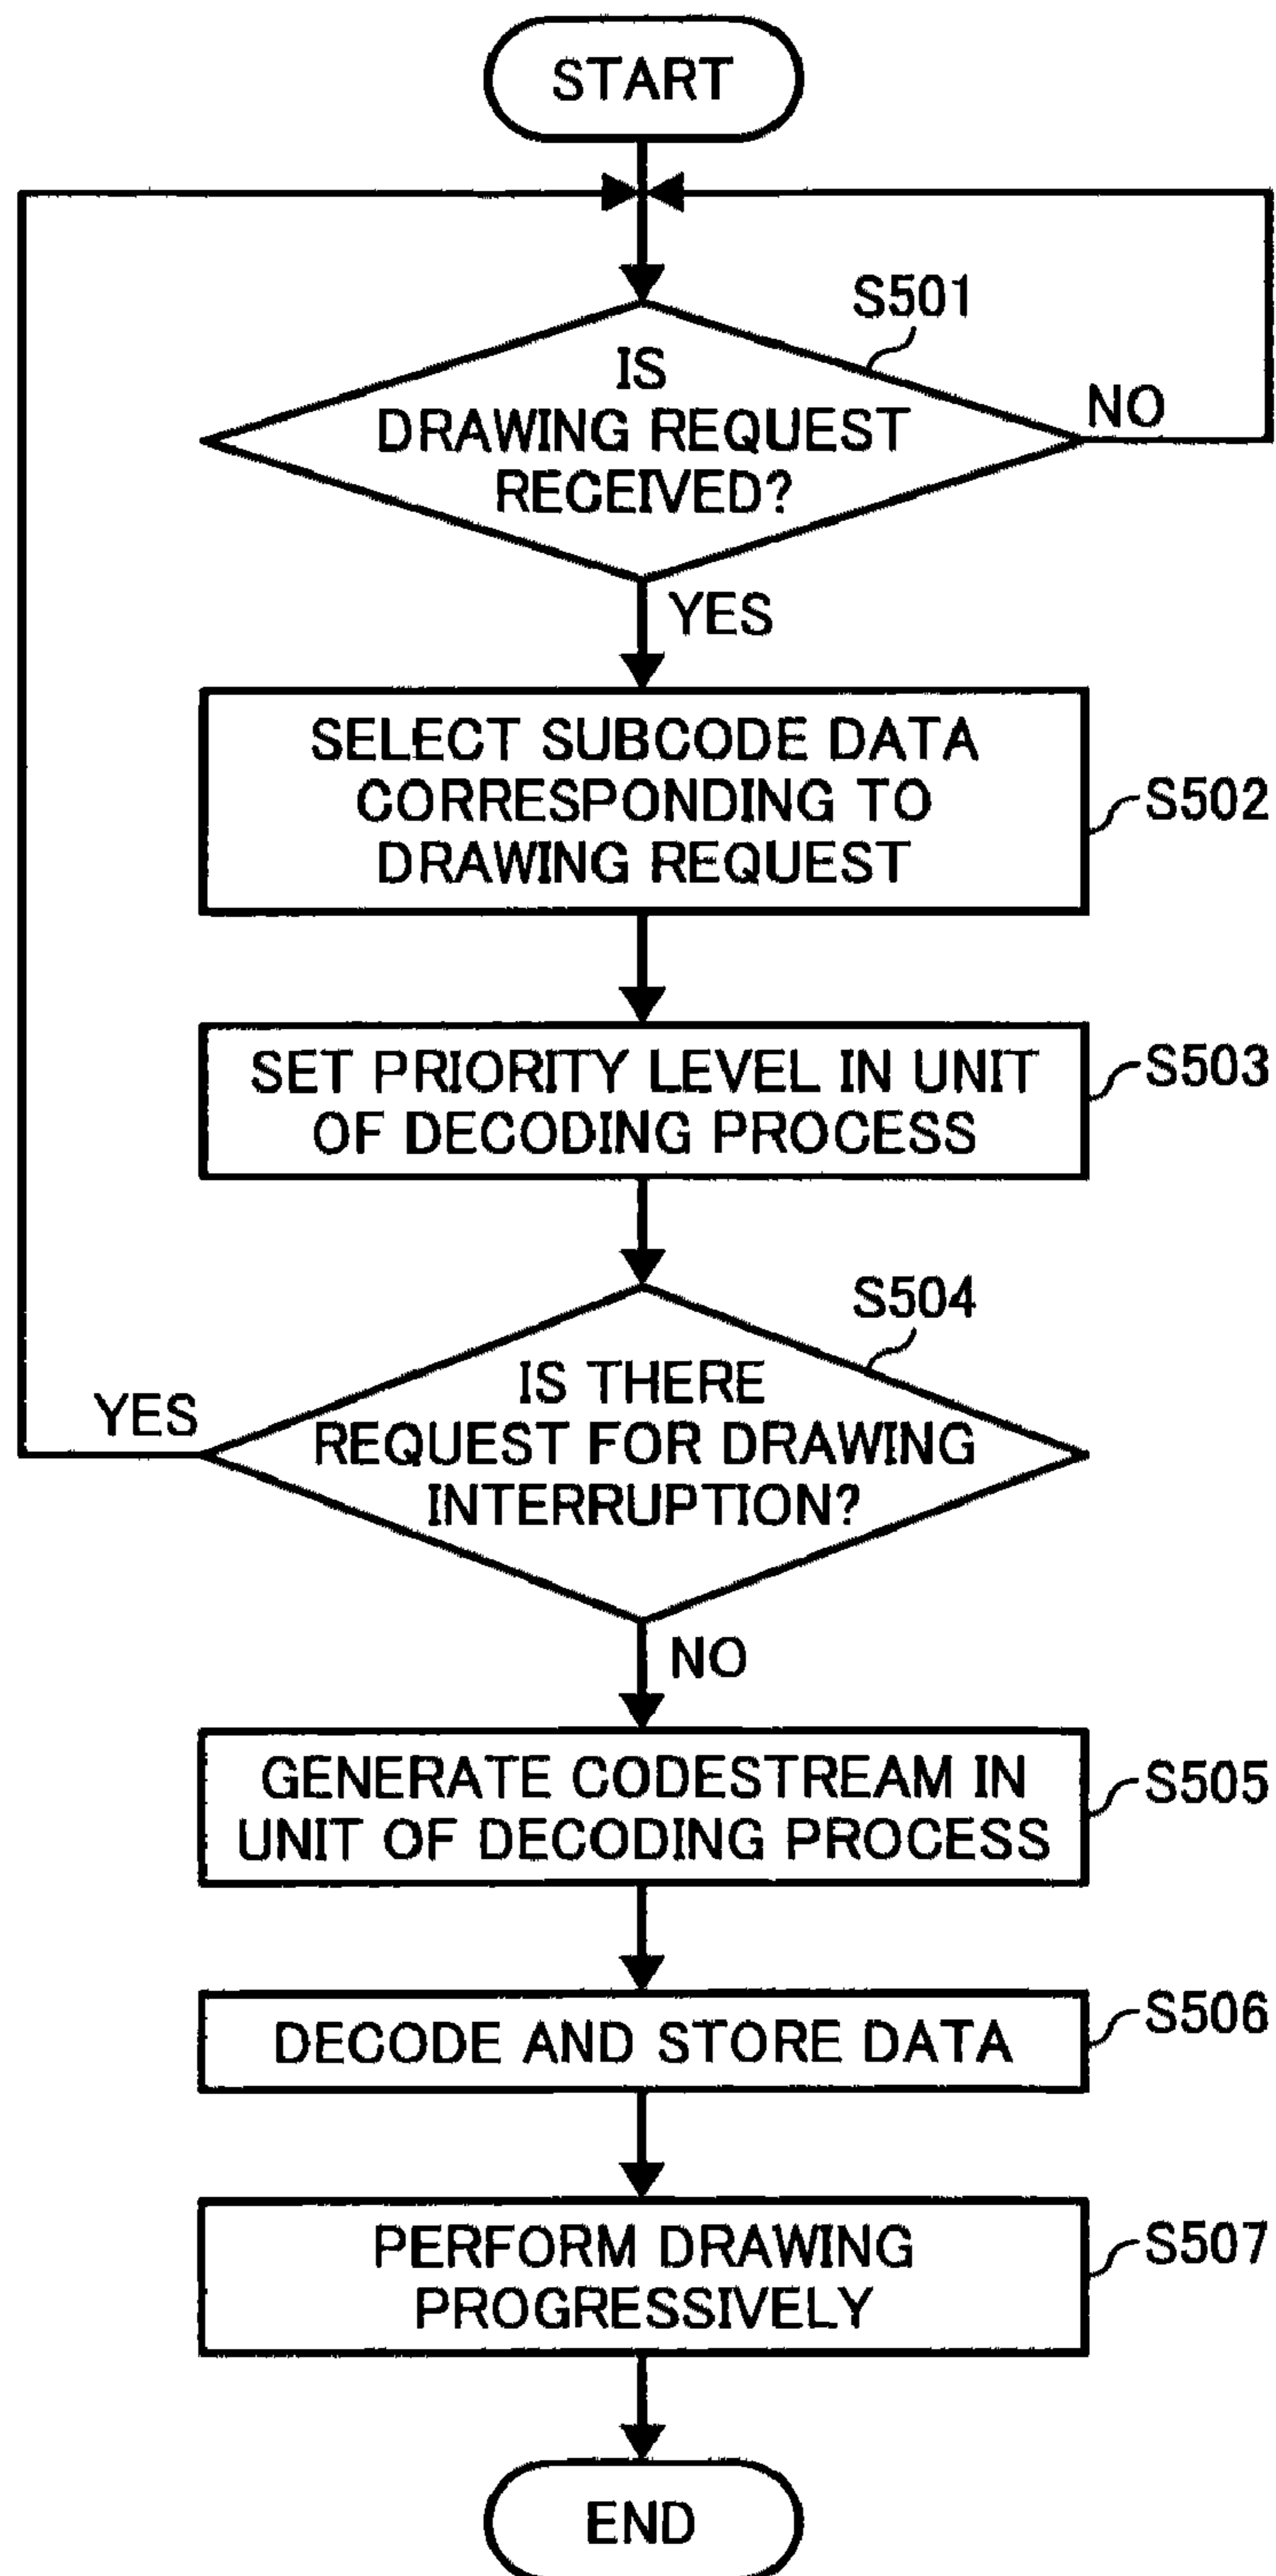 START
S501
IS
DRAWING REQUEST
RECEIVED?
NO
YES
SELECT SUBCODE DATA
CORRESPONDING TO
DRAWING REQUEST
S502
SET PRIORITY LEVEL IN UNIT
OF DECODING PROCESS
S503
S504
IS THERE
REQUEST FOR DRAWING
INTERRUPTION?
YES
NO
GENERATE CODESTREAM IN
UNIT OF DECODING PROCESS
S505
DECODE AND STORE DATA
S506
PERFORM DRAWING
PROGRESSIVELY
S507
END